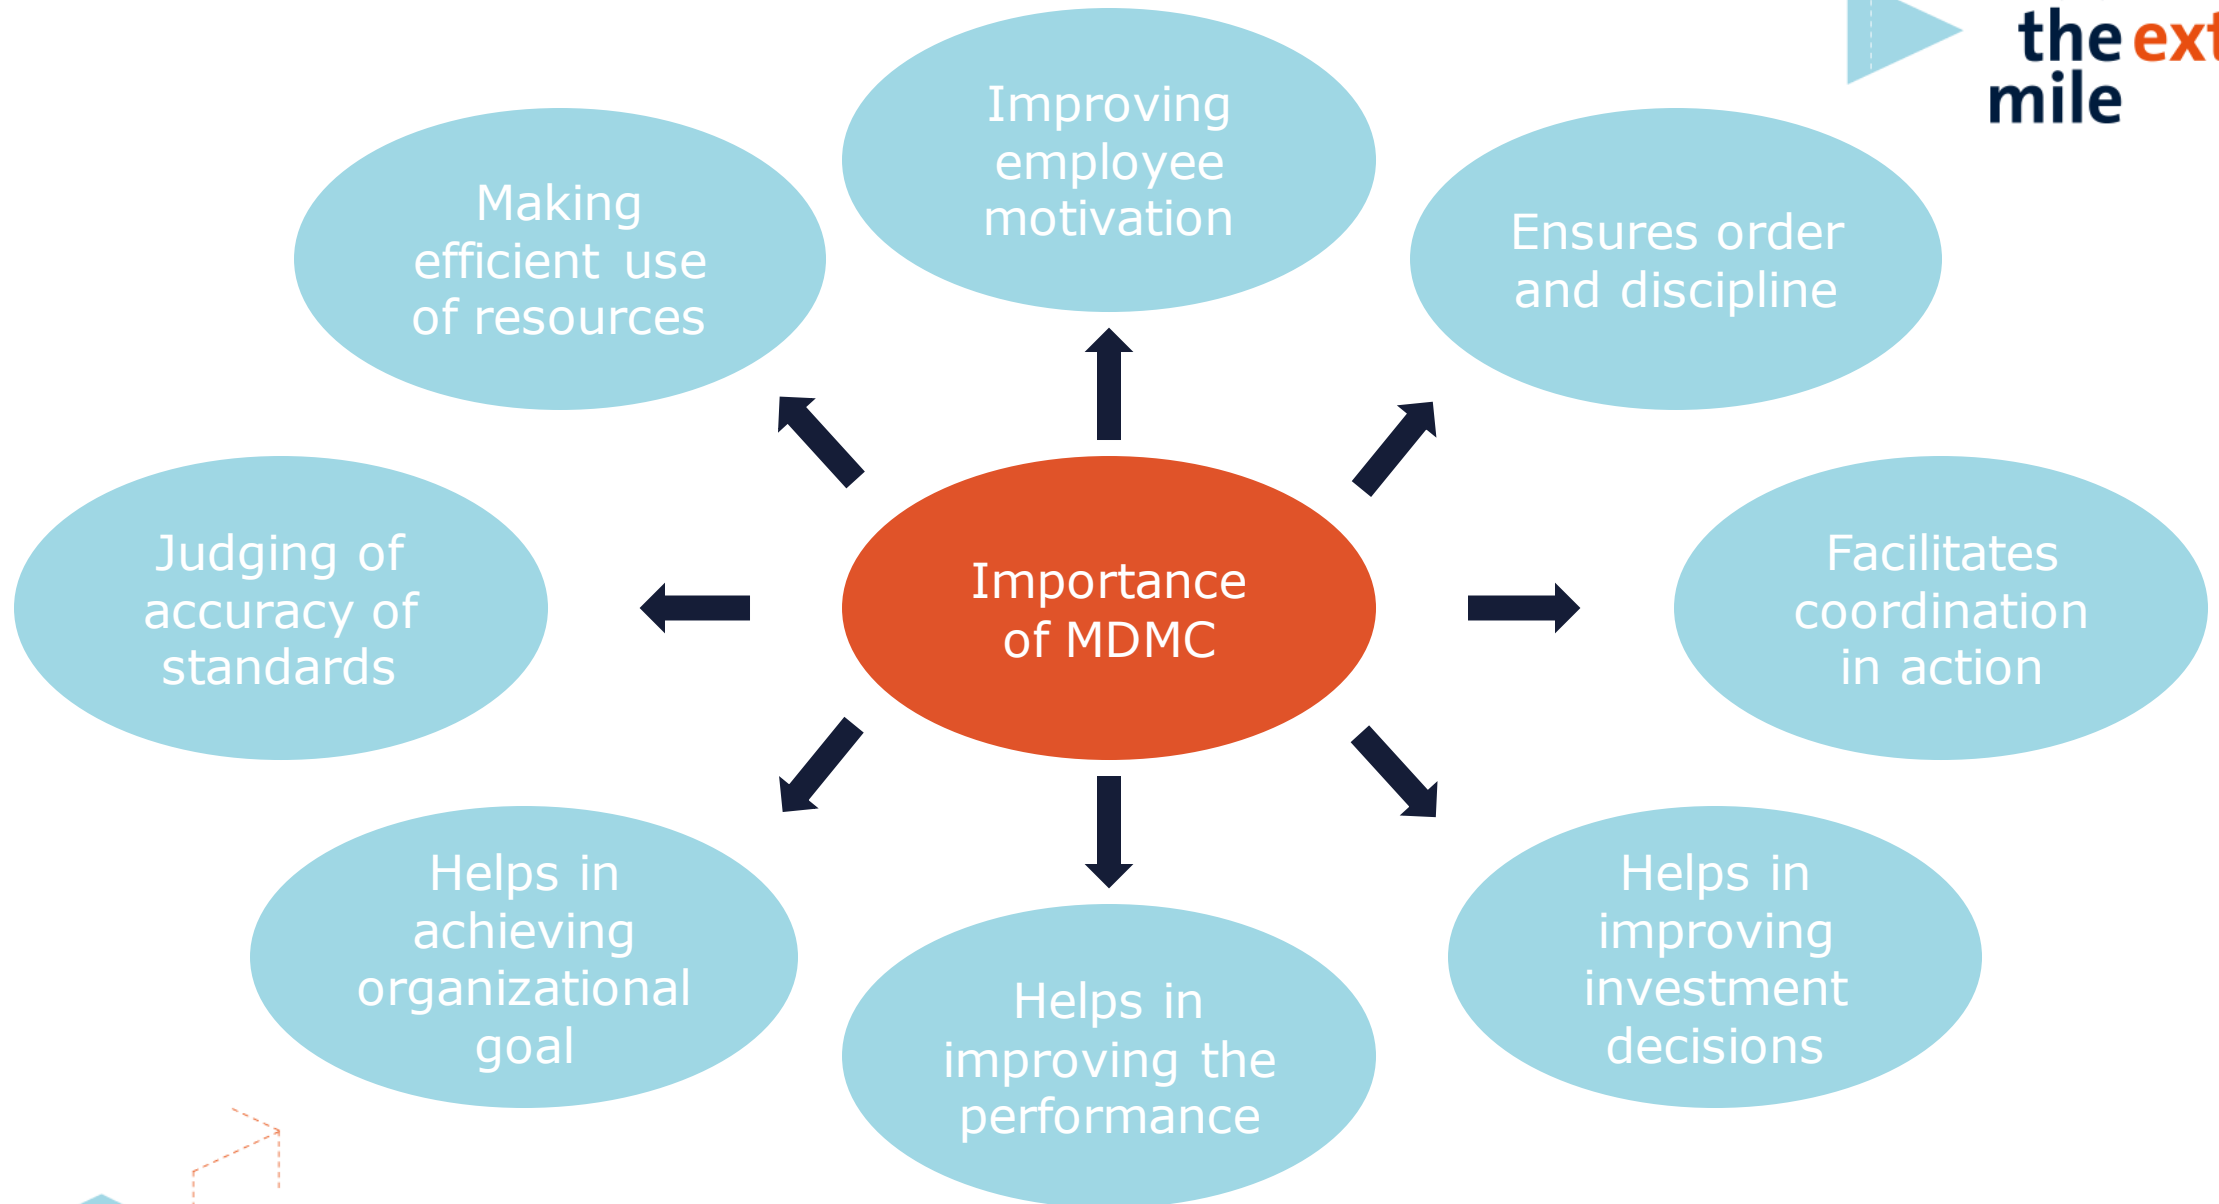 the ext
mile
Improving
employee
motivation
Making
efficient use
of resources
Ensures order
and discipline
Judging of
accuracy of
standards
Importance
of MDMC
Facilitates
coordination
in action
Helps in
achieving
organizational
goal
Helps in
improving the
performance
Helps in
improving
investment
decisions